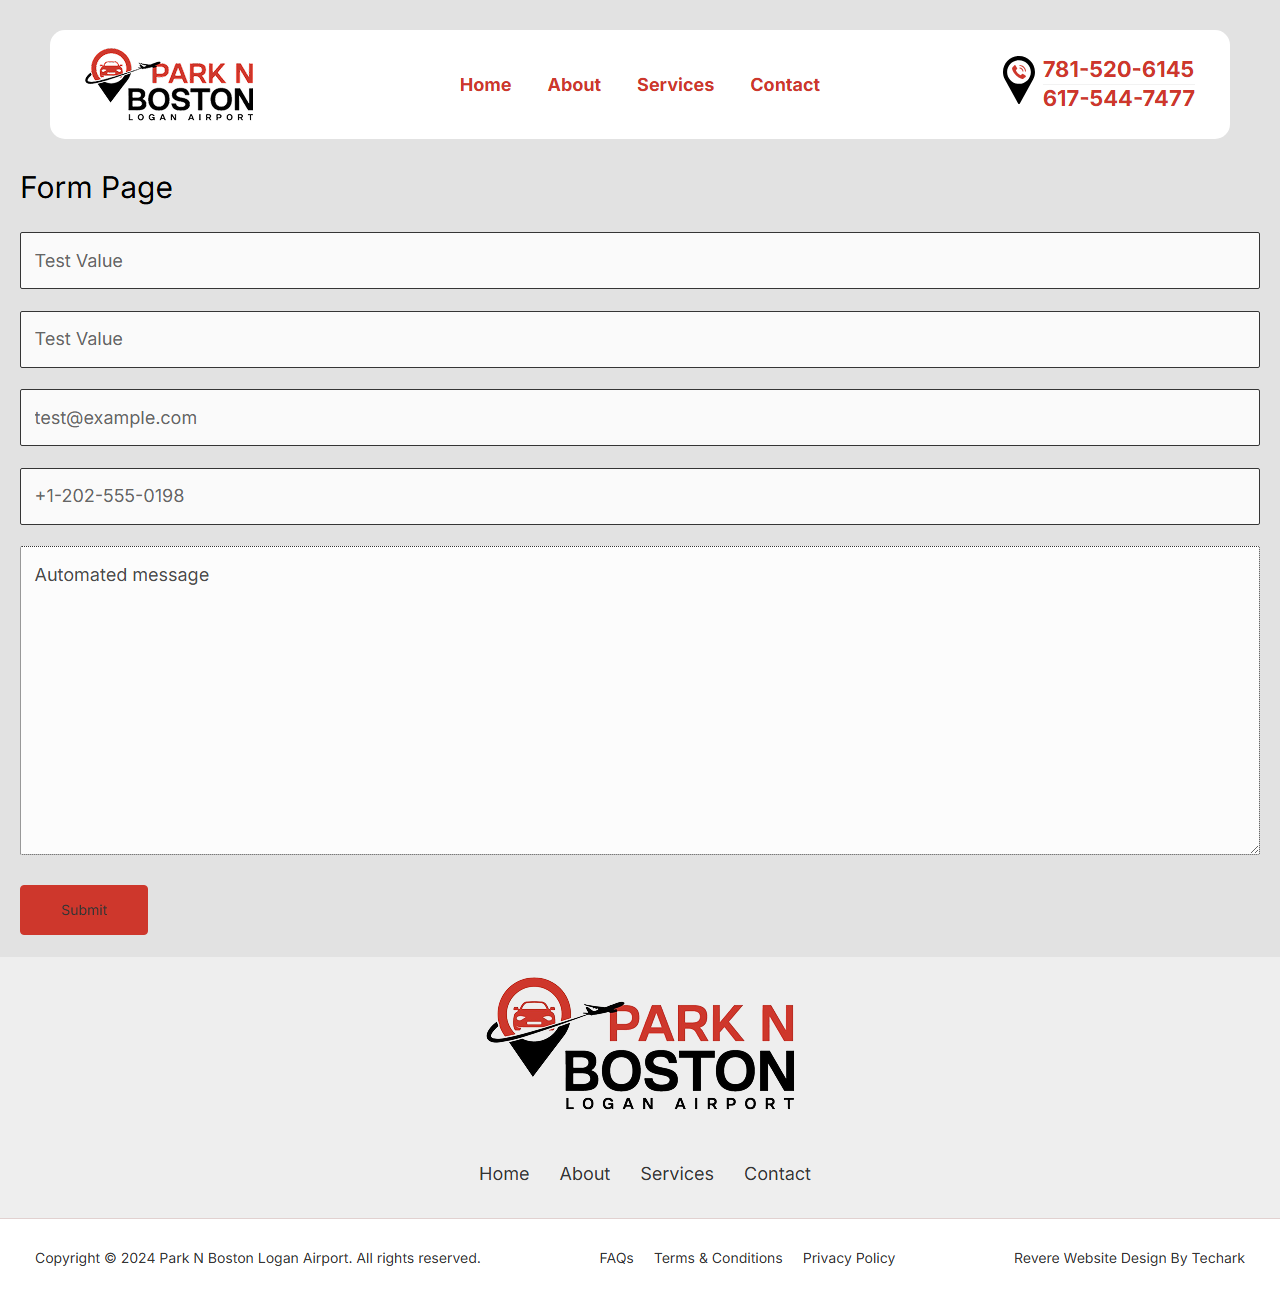 PARK N
BOSTON
LOGAN AIRPORT
Home About Services Contact
781-520-6145
617-544-7477
Form Page
Test Value
Test Value
test@example.com
+1-202-555-0198
Automated message
Submit
PARK N
BOSTON
LOGAN AIRPORT
Home About Services Contact
Copyright © 2024 Park N Boston Logan Airport. All rights reserved. FAQs Terms & Conditions Privacy Policy Revere Website Design By Techark